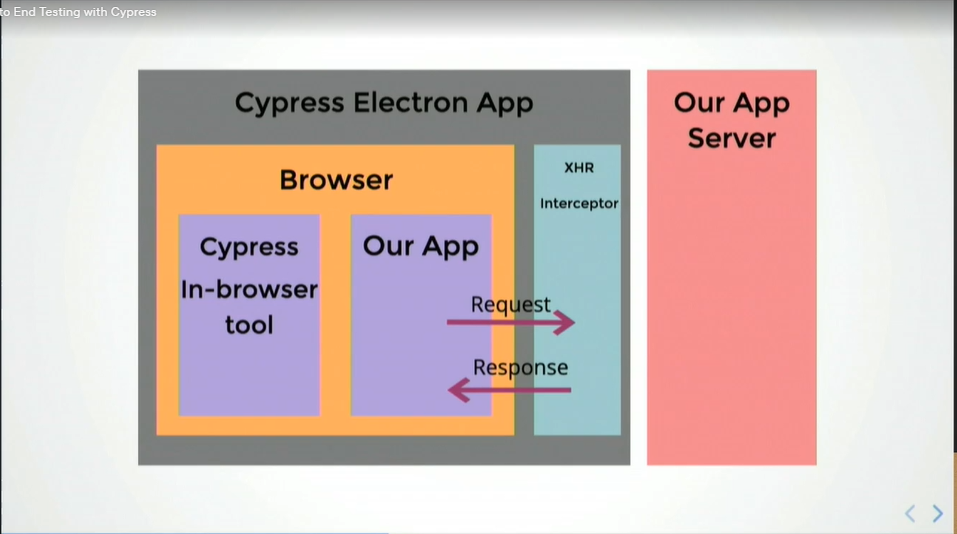 to End Testing with Cypress
Cypress Electron App
Our App
Server
Browser
XHR
Interceptor
Cypress
In-browser
tool
Our App
Request
Response